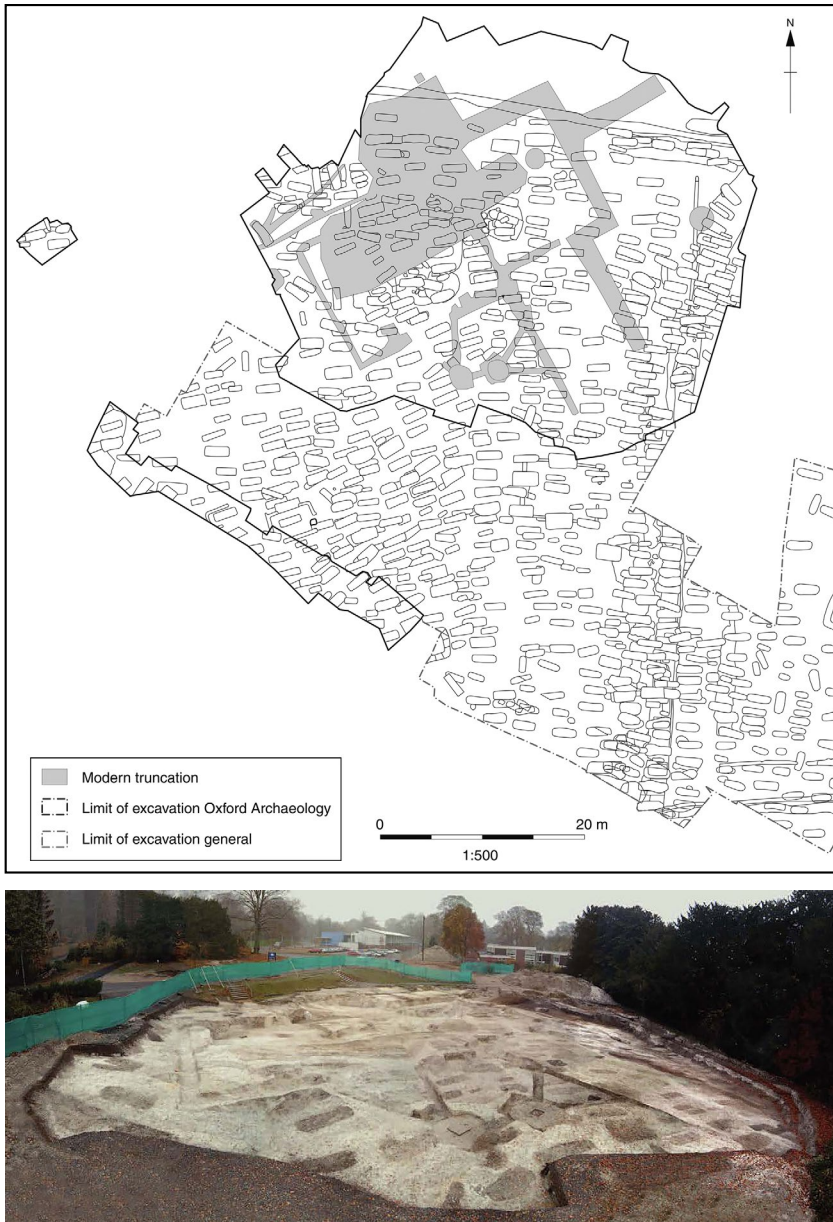 N
Modern truncation
Limit of excavation Oxford Archaeology
Limit of excavation general
0 20 m
1:500